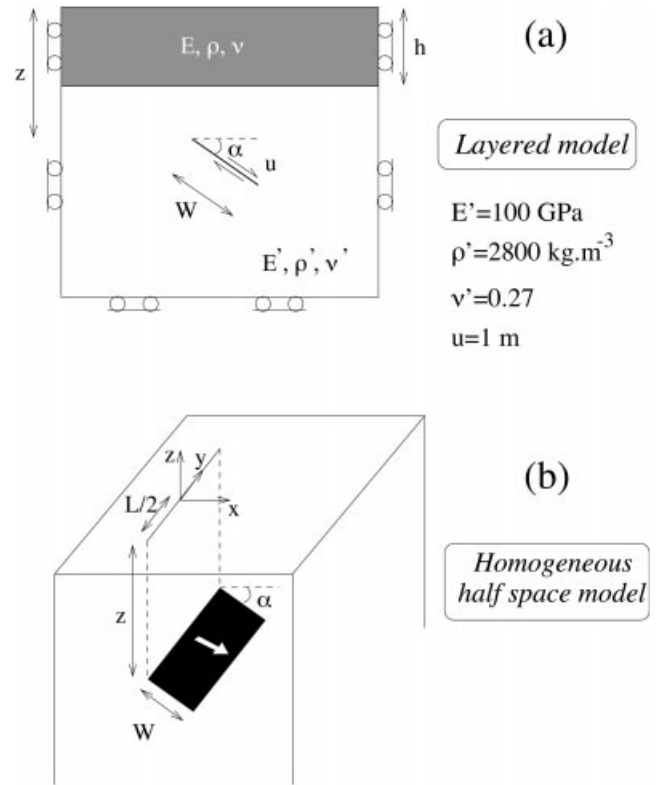 (a)
E, ρ, ν
h
z
α
u
W
E', ρ', ν'
Layered model
E'=100 GPa
ρ'=2800 kg.m-3
ν'=0.27
u=1 m
(b)
z
y
L/2
x
z
α
W
Homogeneous
half space model